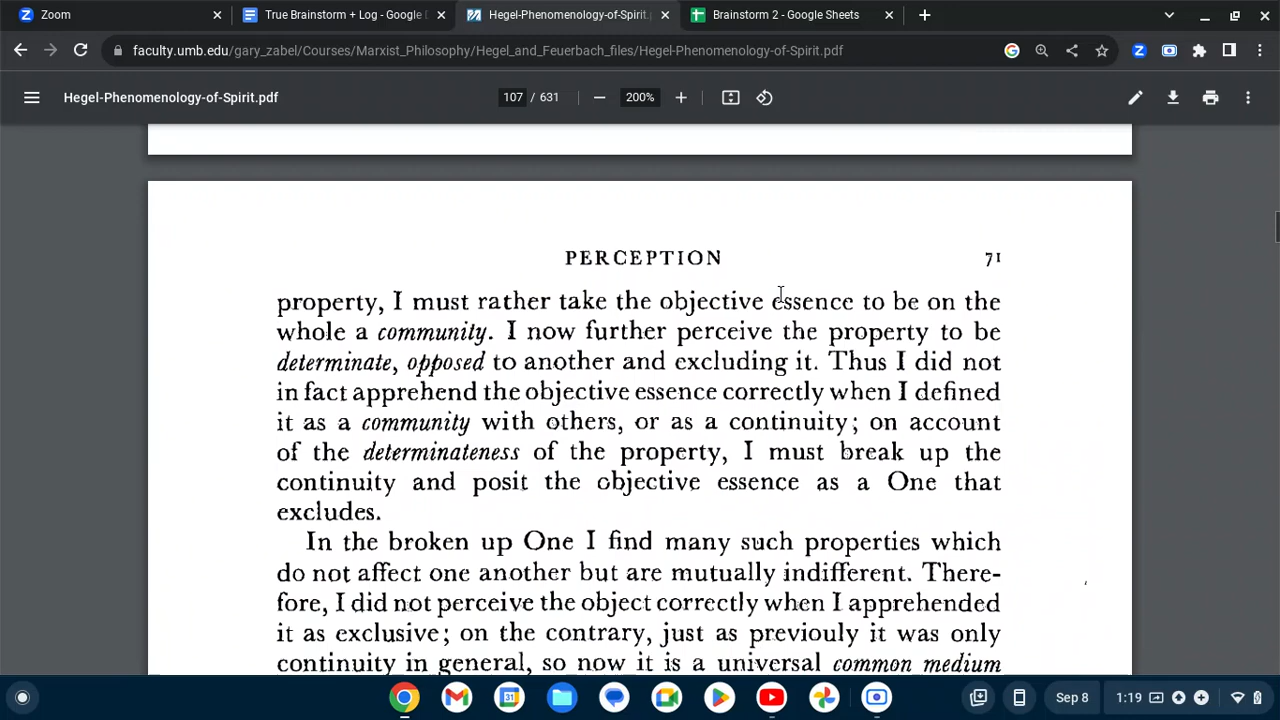 Zoom
True Brainstorm + Log - Google D
Hegel-Phenomenology-of-Spirit.p
Brainstorm 2 - Google Sheets
faculty.umb.edu/gary_zabel/Courses/Marxist_Philosophy/Hegel_and_Feuerbach_files/Hegel-Phenomenology-of-Spirit.pdf
Hegel-Phenomenology-of-Spirit.pdf
107 / 631
200%
PERCEPTION
71
property, I must rather take the objective essence to be on the
whole a community. I now further perceive the property to be
determinate, opposed to another and excluding it. Thus I did not
in fact apprehend the objective essence correctly when I defined
it as a community with others, or as a continuity; on account
of the determinateness of the property, I must break up the
continuity and posit the objective essence as a One that
excludes.
In the broken up One I find many such properties which
do not affect one another but are mutually indifferent. There-
fore, I did not perceive the object correctly when I apprehended
it as exclusive; on the contrary, just as previouly it was only
continuity in general, so now it is a universal common medium
31
Sep 8
1:19